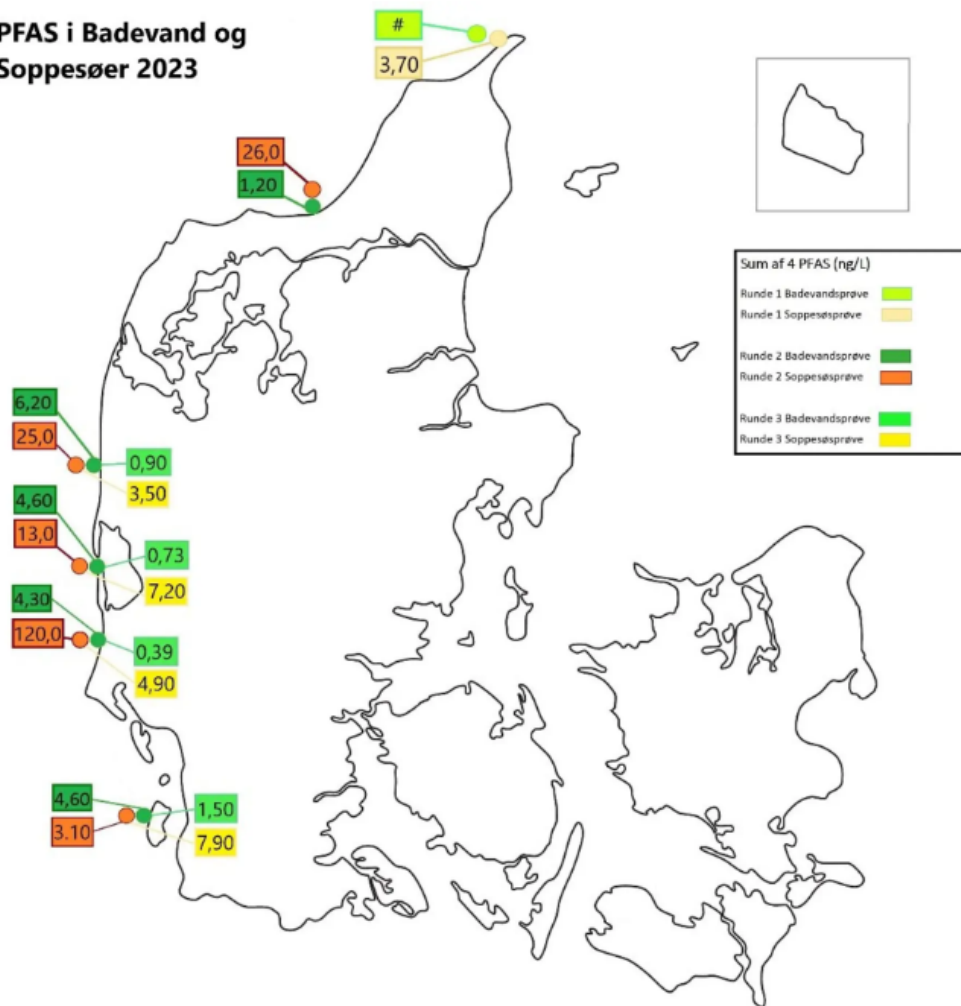 PFAS i Badevand og
Soppesøer 2023
#
3,70
26,0
1,20
Sum af 4 PFAS (ng/L)
Runde 1 Badevandsprøve
Runde 1 Soppesøsprøve
Runde 2 Badevandsprøve
Runde 2 Soppesøsprøve
Runde 3 Badevandsprøve
Runde 3 Soppesøsprøve
6,20
25,0
0,90
3,50
4,60
13,0
0,73
7,20
4,30
120,0
0,39
4,90
4,60
3.10
1,50
7,90